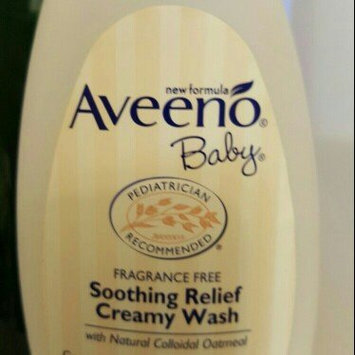 new formula
Aveeno®
Baby®
PEDIATRICIAN
RECOMMENDED®
FRAGRANCE FREE
Soothing Relief
Creamy Wash
with Natural Colloidal Oatmeal